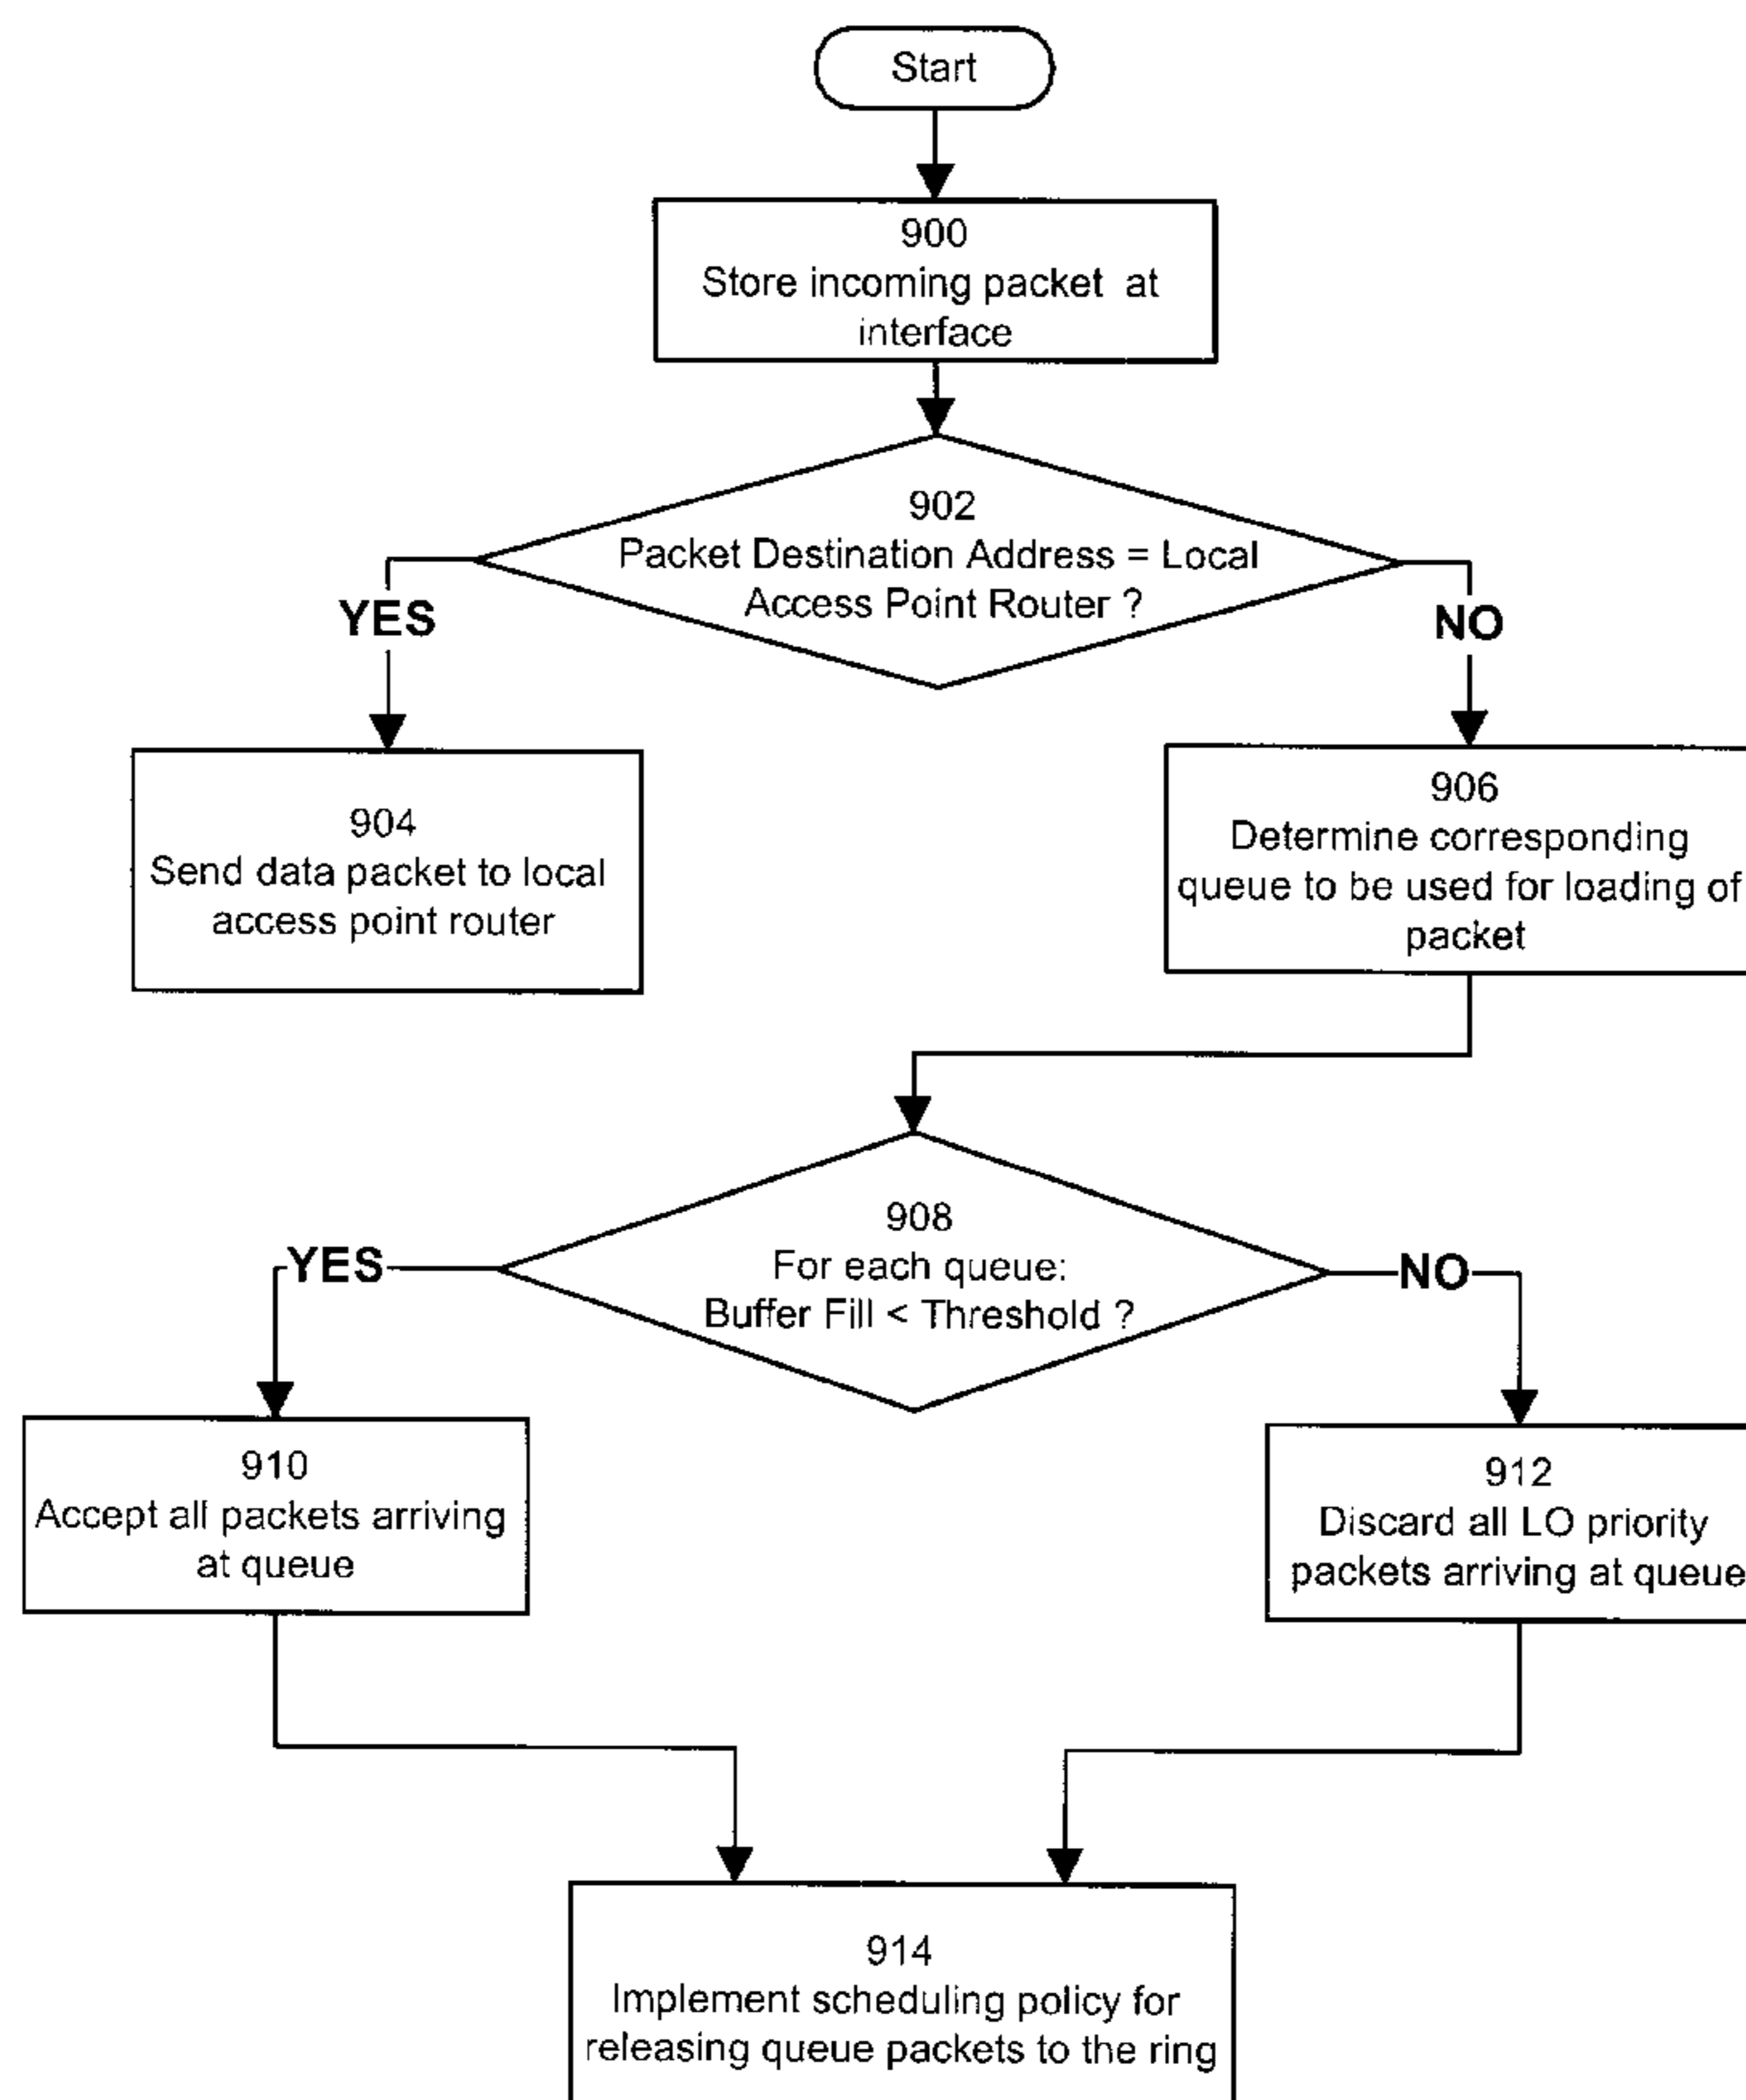 Start
900
Store incoming packet at
interface
902
Packet Destination Address = Local
Access Point Router ?
YES
NO
904
Send data packet to local
access point router
906
Determine corresponding
queue to be used for loading of
packet
908
For each queue:
Buffer Fill < Threshold ?
YES
NO
910
Accept all packets arriving
at queue
912
Discard all LO priority
packets arriving at queue
914
Implement scheduling policy for
releasing queue packets to the ring